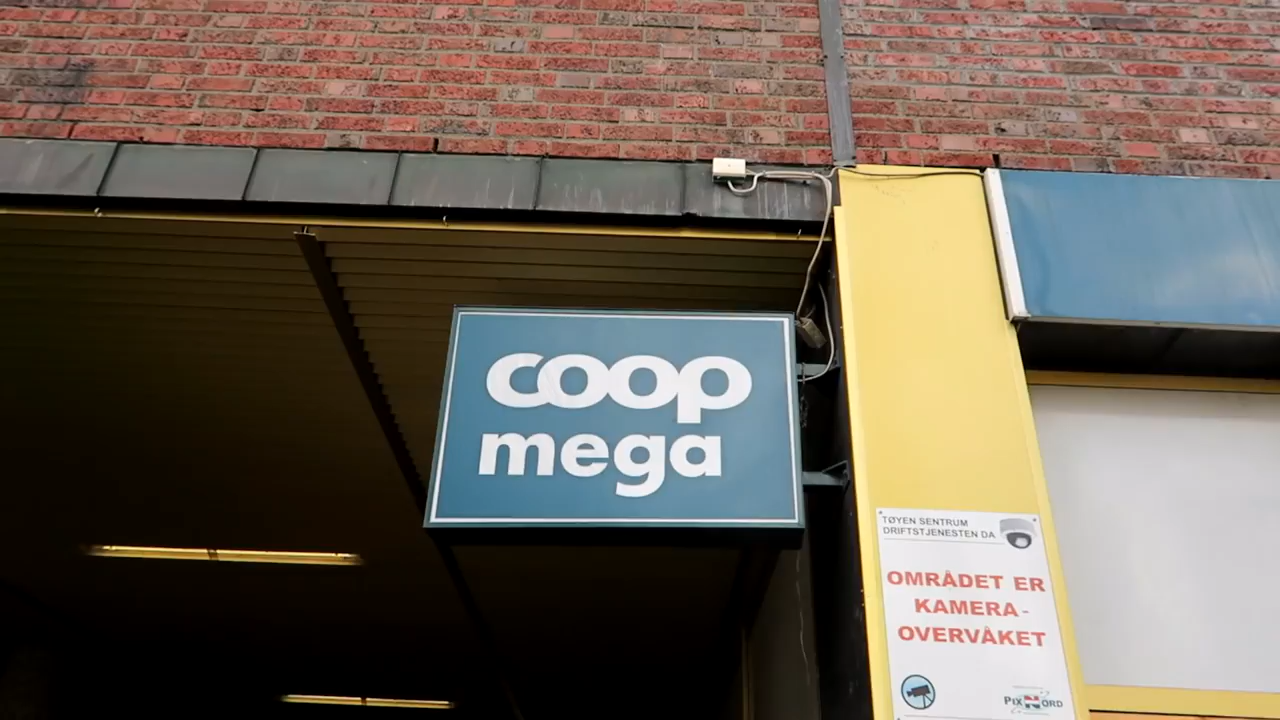 coop
mega
TØYEN SENTRUM
DRIFTSTJENESTEN DA
OMRÅDET ER
KAMERA-
OVERVÅKET
PIXNORD